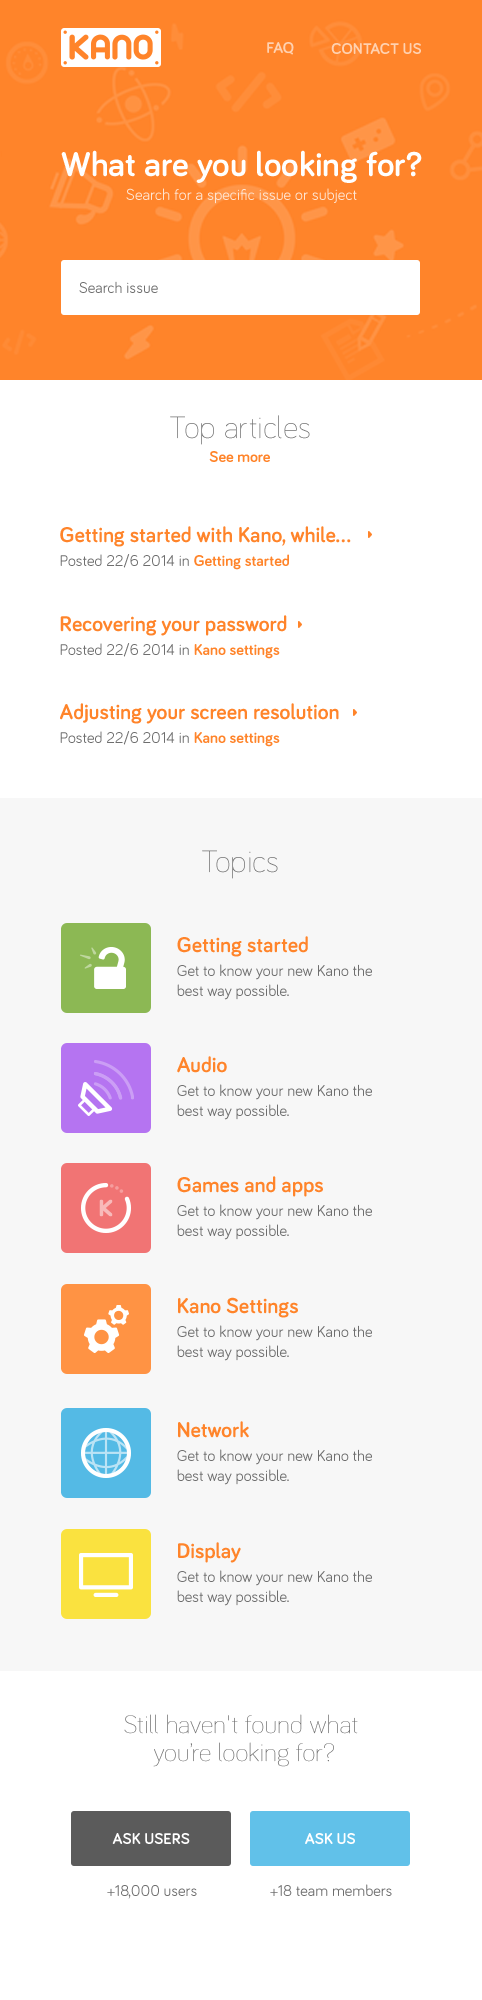 KANO
FAQ
CONTACT US
What are you looking for?
Search for a specific issue or subject
Search issue
Top articles
See more
Getting started with Kano, while...
Posted 22/6 2014 in Getting started
Recovering your password
Posted 22/6 2014 in Kano settings
Adjusting your screen resolution
Posted 22/6 2014 in Kano settings
Topics
Getting started
Get to know your new Kano the
best way possible.
Audio
Get to know your new Kano the
best way possible.
K
Games and apps
Get to know your new Kano the
best way possible.
Kano Settings
Get to know your new Kano the
best way possible.
Network
Get to know your new Kano the
best way possible.
Display
Get to know your new Kano the
best way possible.
Still haven't found what
you're looking for?
ASK USERS
ASK US
+18,000 users
+18 team members